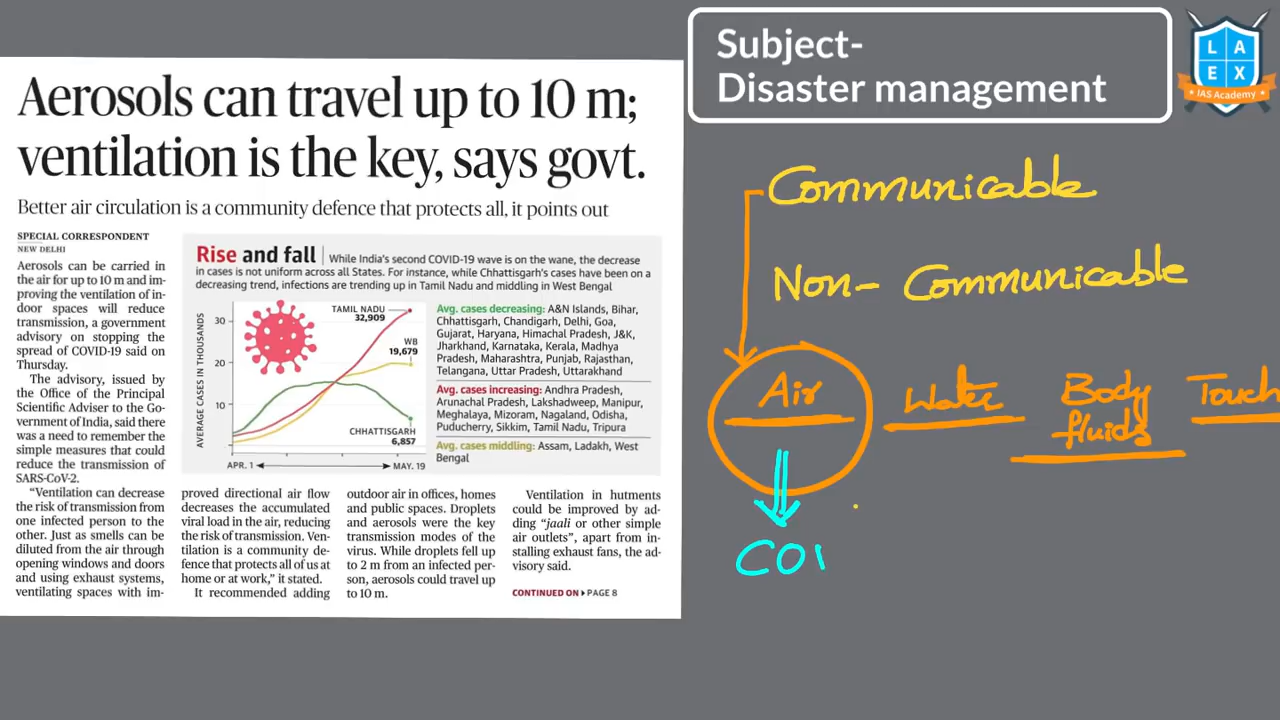 Aerosols can travel up to 10 m;
ventilation is the key, says govt.
Better air circulation is a community defence that protects all, it points out
SPECIAL CORRESPONDENT
NEW DELHI
Aerosols can be carried in
the air for up to 10 m and im-
proving the ventilation of in-
door spaces will reduce
transmission, a government
advisory on stopping the
spread of COVID-19 said on
Thursday.
The advisory, issued by
the Office of the Principal
Scientific Adviser to the Go-
vernment of India, said there
was a need to remember the
simple measures that could
reduce the transmission of
SARS-CoV-2.
“Ventilation can decrease
the risk of transmission from
one infected person to the
other. Just as smells can be
diluted from the air through
opening windows and doors
and using exhaust systems,
ventilating spaces with im-
proved directional air flow
decreases the accumulated
viral load in the air, reducing
the risk of transmission. Ven-
tilation is a community de-
fence that protects all of us at
home or at work,” it stated.
It recommended adding
outdoor air in offices, homes
and public spaces. Droplets
and aerosols were the key
transmission modes of the
virus. While droplets fell up
to 2 m from an infected per-
son, aerosols could travel up
to 10 m.
Ventilation in hutments
could be improved by ad-
ding “jaali or other simple
air outlets”, apart from in-
stalling exhaust fans, the ad-
visory said.
CONTINUED ON ▸ PAGE 8
Rise and fall
While India's second COVID-19 wave is on the wane, the decrease
in cases is not uniform across all States. For instance, while Chhattisgarh's cases have been on a
decreasing trend, infections are trending up in Tamil Nadu and middling in West Bengal
AVERAGE CASES IN THOUSANDS
30
20
10
TAMIL NADU
32,909
WB
19,679
CHHATTISGARH
6,857
APR. 1
MAY. 19
Avg. cases decreasing: A&N Islands, Bihar,
Chhattisgarh, Chandigarh, Delhi, Goa,
Gujarat, Haryana, Himachal Pradesh, J&K,
Jharkhand, Karnataka, Kerala, Madhya
Pradesh, Maharashtra, Punjab, Rajasthan,
Telangana, Uttar Pradesh, Uttarakhand
Avg. cases increasing: Andhra Pradesh,
Arunachal Pradesh, Lakshadweep, Manipur,
Meghalaya, Mizoram, Nagaland, Odisha,
Puducherry, Sikkim, Tamil Nadu, Tripura
Avg. cases middling: Assam, Ladakh, West
Bengal
Subject-
Disaster management
L A
E X
IAS Academy
Communicable
Non- Communicable
Air Water Body Touch
fluids
COV